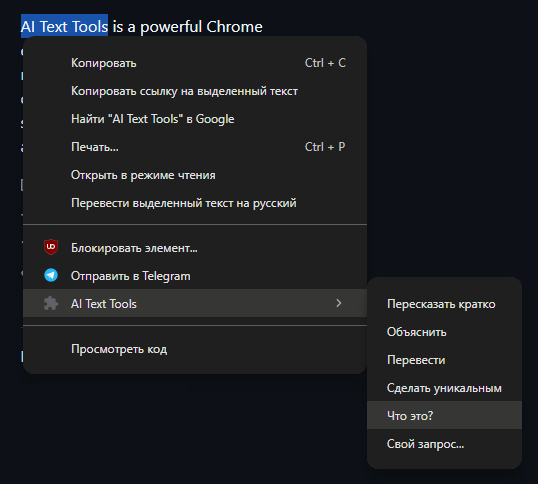 AI Text Tools is a powerful Chrome
Копировать Ctrl + C
Копировать ссылку на выделенный текст
Найти "AI Text Tools" в Google
Печать... Ctrl + P
Открыть в режиме чтения
Перевести выделенный текст на русский
Блокировать элемент...
Отправить в Telegram
AI Text Tools
Просмотреть код
Пересказать кратко
Объяснить
Перевести
Сделать уникальным
Что это?
Свой запрос...